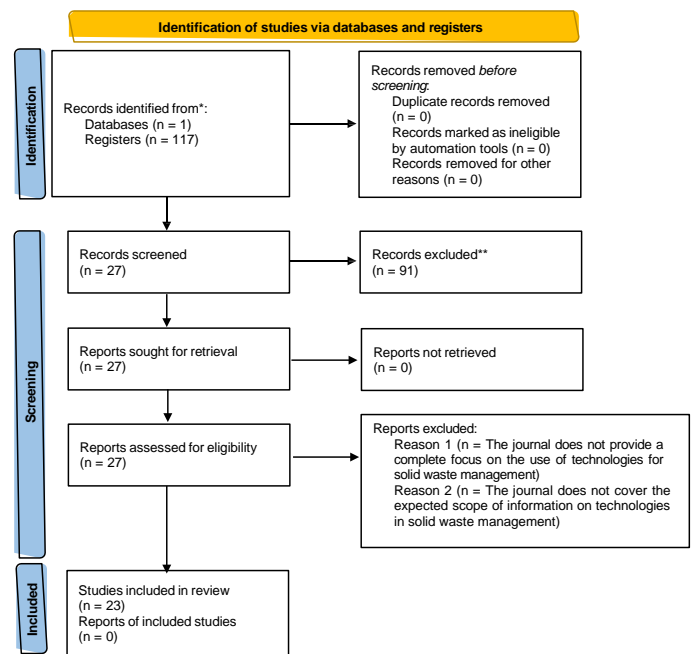 Identification of studies via databases and registers
Identification
Records identified from*:
Databases (n = 1)
Registers (n = 117)
Records removed before
screening:
Duplicate records removed
(n = 0)
Records marked as ineligible
by automation tools (n = 0)
Records removed for other
reasons (n = 0)
Screening
Records screened
(n = 27)
Records excluded**
(n = 91)
Reports sought for retrieval
(n = 27)
Reports not retrieved
(n = 0)
Reports assessed for eligibility
(n = 27)
Reports excluded:
Reason 1 (n = The journal does not provide a
complete focus on the use of technologies for
solid waste management)
Reason 2 (n = The journal does not cover the
expected scope of information on technologies
in solid waste management)
Included
Studies included in review
(n = 23)
Reports of included studies
(n = 0)